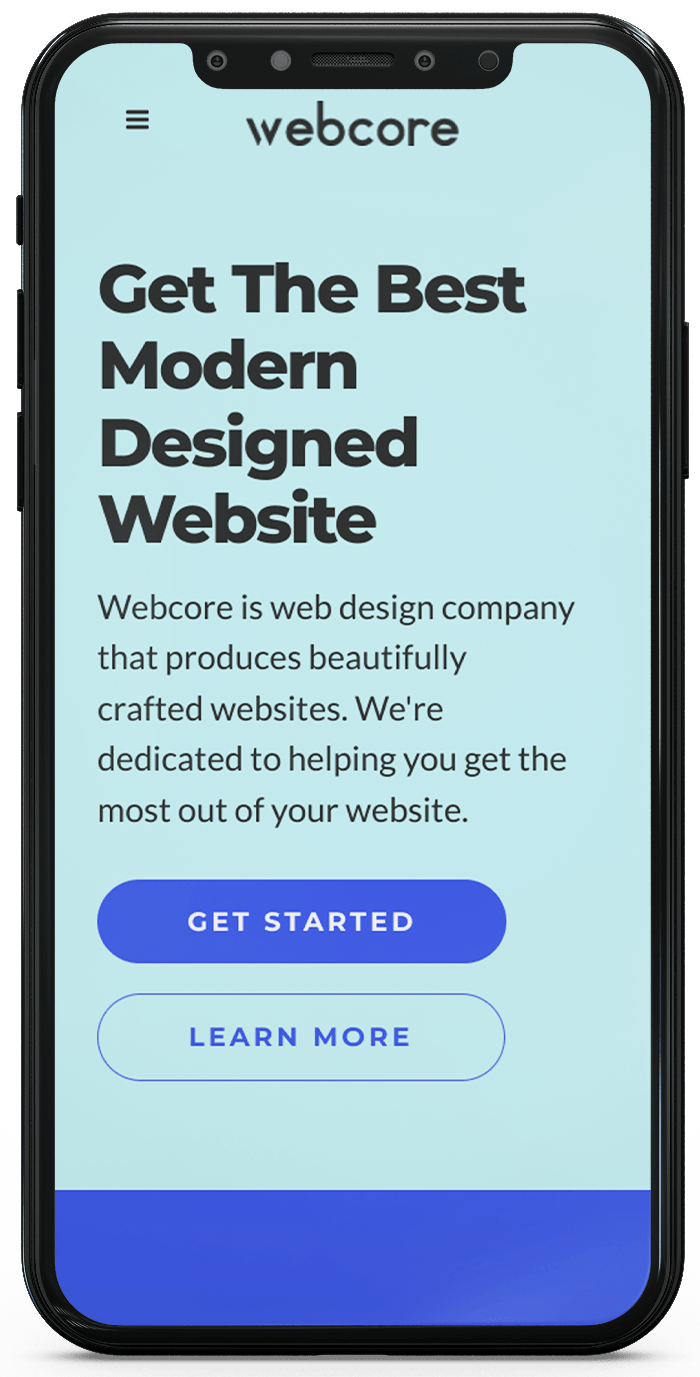 webcore
Get The Best
Modern
Designed
Website
Webcore is web design company
that produces beautifully
crafted websites. We're
dedicated to helping you get the
most out of your website.
GET STARTED
LEARN MORE